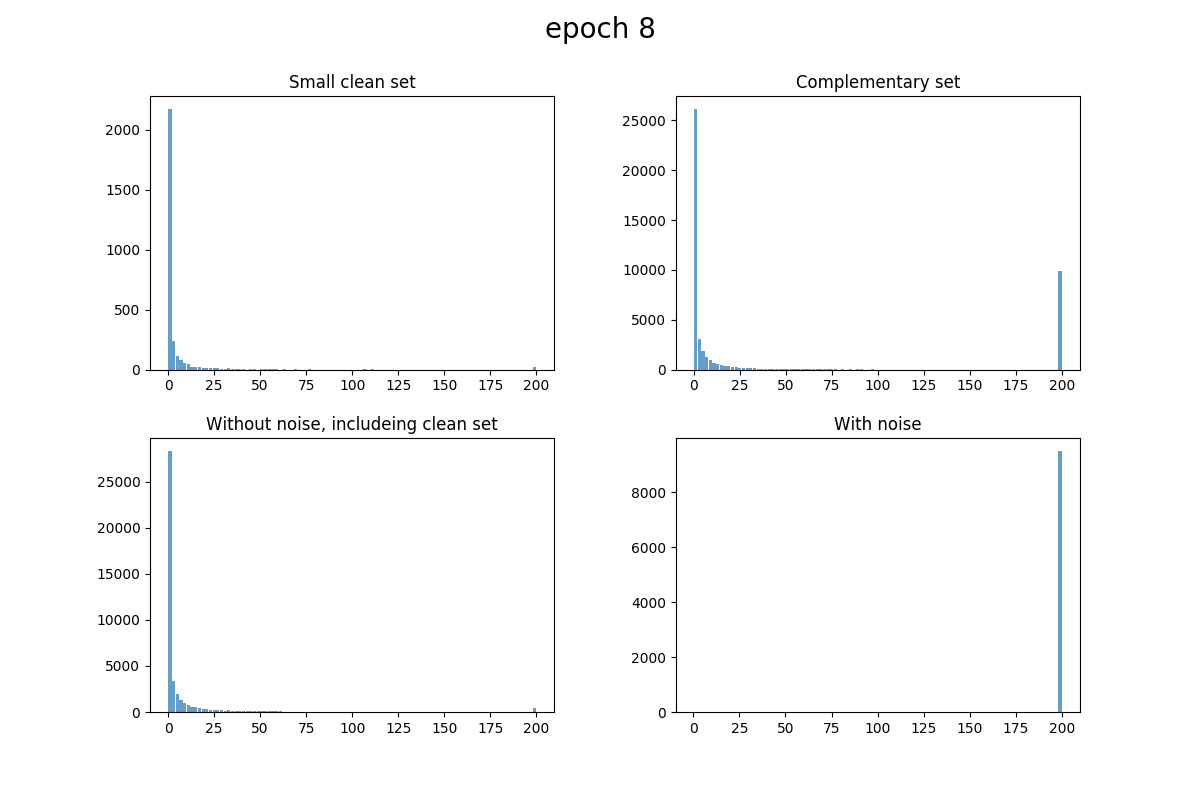 epoch 8
Small clean set
2000
1500
1000
500
0
0 25 50 75 100 125 150 175 200
Complementary set
25000
20000
15000
10000
5000
0
0 25 50 75 100 125 150 175 200
Without noise, includeing clean set
25000
20000
15000
10000
5000
0
0 25 50 75 100 125 150 175 200
With noise
8000
6000
4000
2000
0
0 25 50 75 100 125 150 175 200